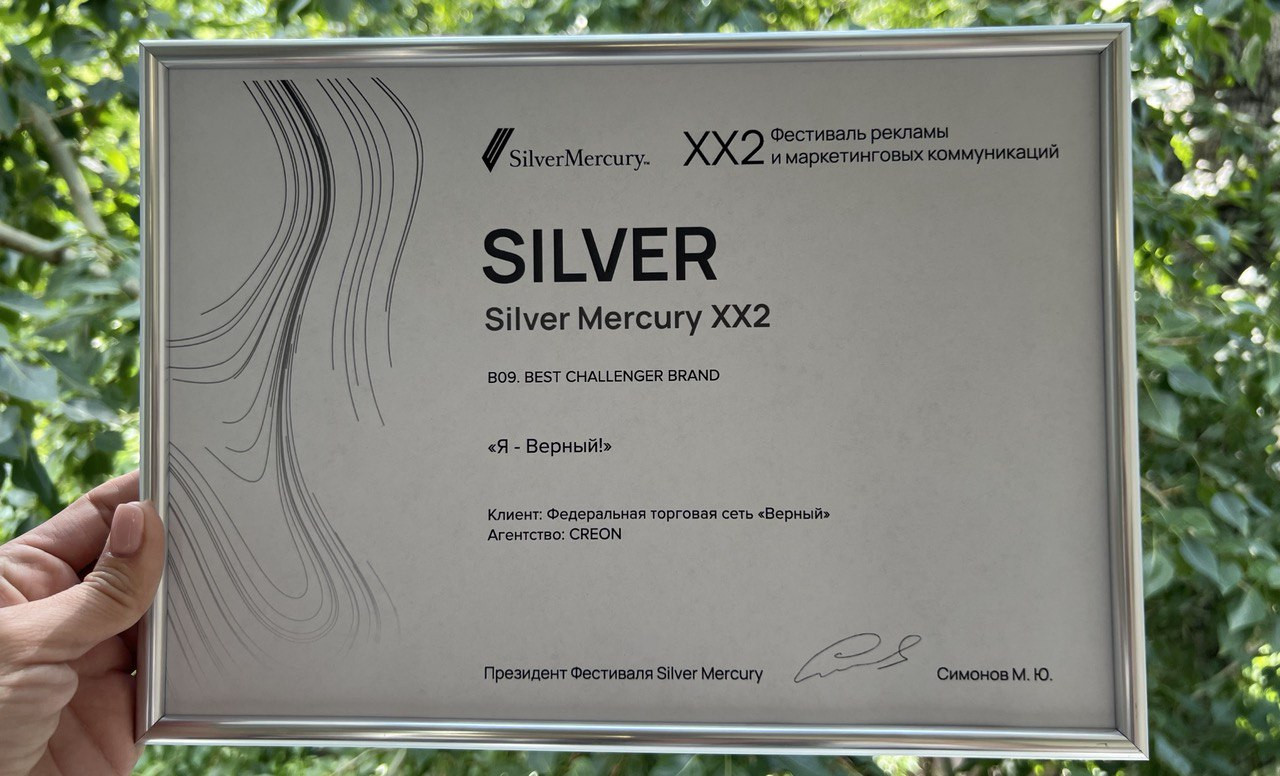 SilverMercury™
XX2 Фестиваль рекламы
и маркетинговых коммуникаций
SILVER
Silver Mercury XX2
B09. BEST CHALLENGER BRAND
«Я - Верный!»
Клиент: Федеральная торговая сеть «Верный»
Агентство: CREON
Президент Фестиваля Silver Mercury
Симонов М. Ю.